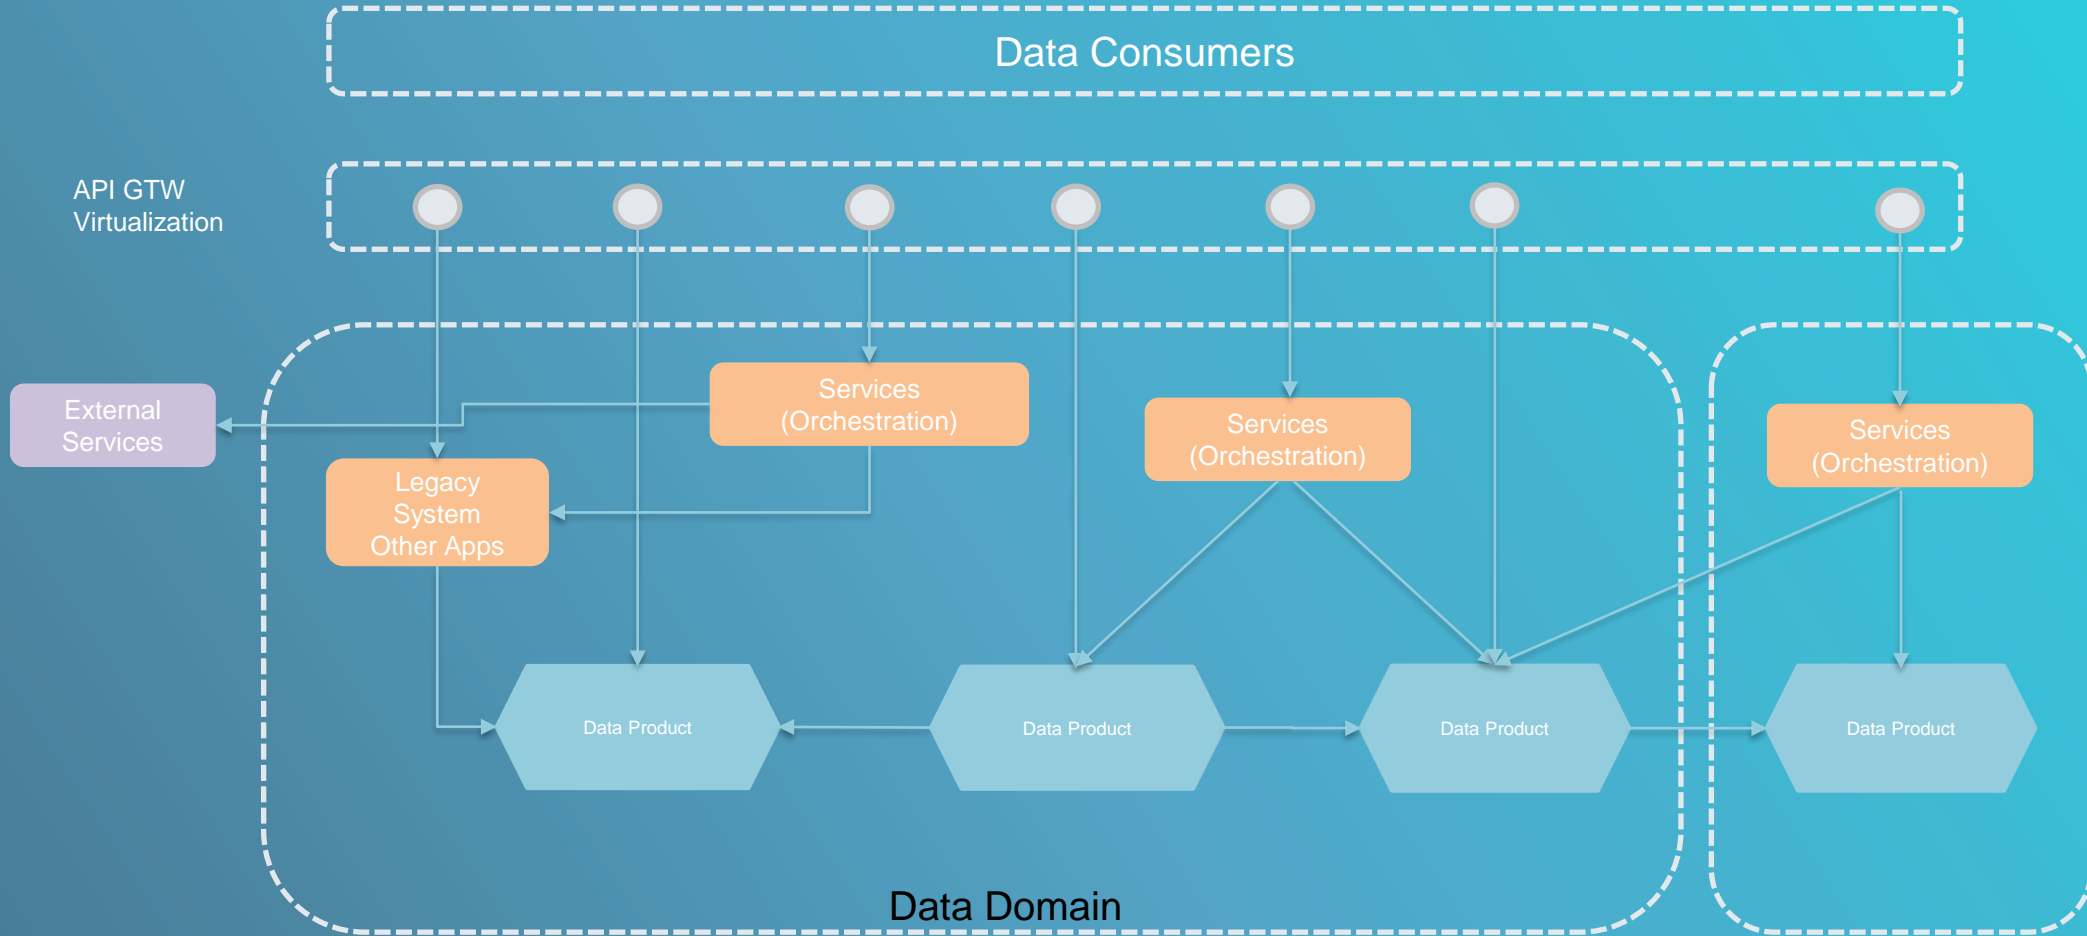 Data Consumers
API GTW
Virtualization
External
Services
Services
(Orchestration)
Services
(Orchestration)
Services
(Orchestration)
Legacy
System
Other Apps
Data Product
Data Product
Data Product
Data Product
Data Domain